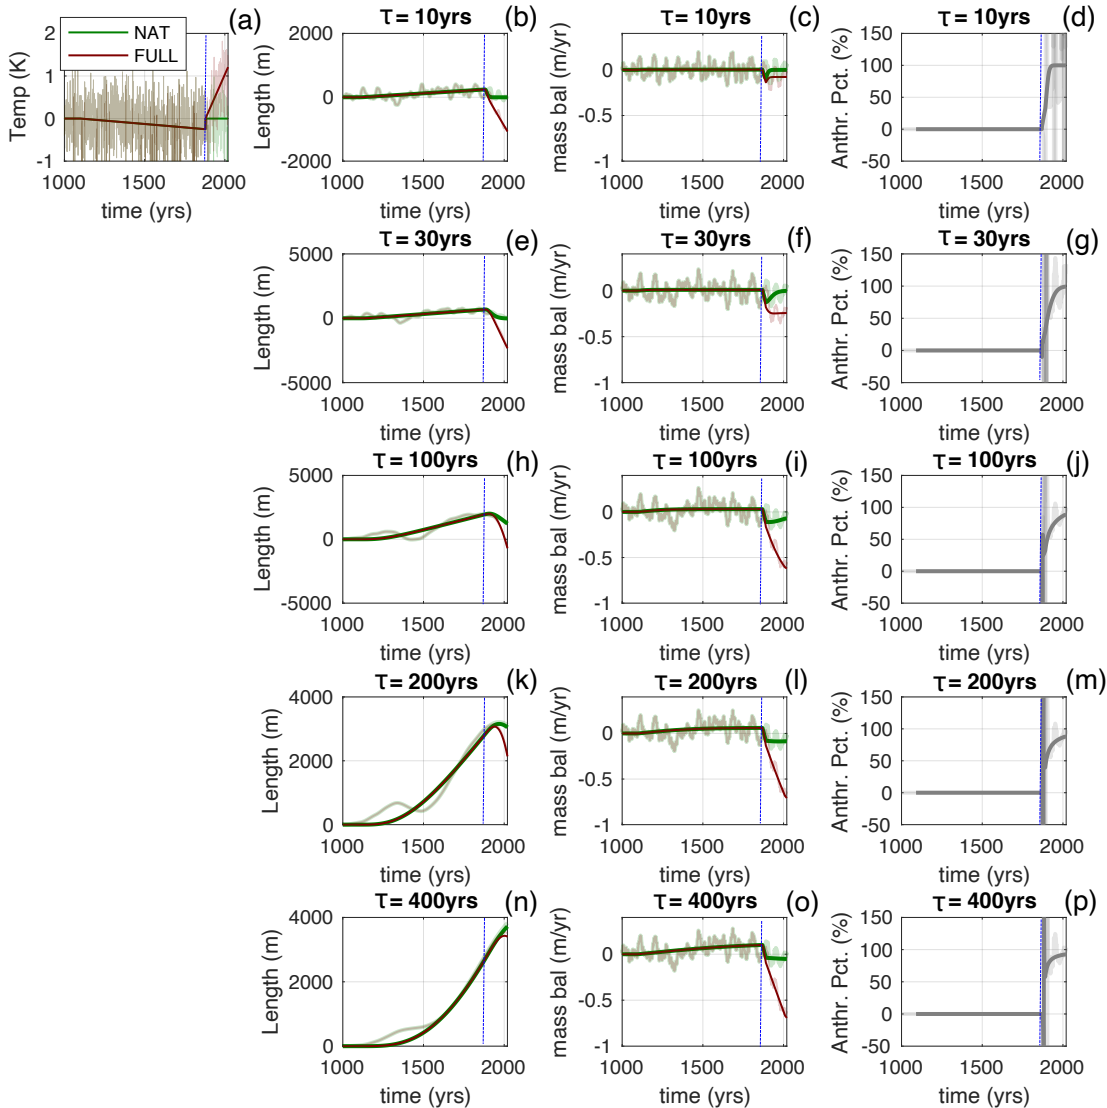 (a)
NAT
FULL
Temp (K)
2
1
0
-1
1000
1500
2000
time (yrs)
τ = 10yrs
(b)
Length (m)
2000
0
-2000
1000
1500
2000
time (yrs)
τ = 10yrs
(c)
mass bal (m/yr)
0
-0.5
-1
1000
1500
2000
time (yrs)
τ = 10yrs
(d)
Anthr. Pct. (%)
150
100
50
0
-50
1000
1500
2000
time (yrs)
τ = 30yrs
(e)
Length (m)
5000
0
-5000
1000
1500
2000
time (yrs)
τ = 30yrs
(f)
mass bal (m/yr)
0
-0.5
-1
1000
1500
2000
time (yrs)
τ = 30yrs
(g)
Anthr. Pct. (%)
150
100
50
0
-50
1000
1500
2000
time (yrs)
τ = 100yrs
(h)
Length (m)
5000
0
-5000
1000
1500
2000
time (yrs)
τ = 100yrs
(i)
mass bal (m/yr)
0
-0.5
-1
1000
1500
2000
time (yrs)
τ = 100yrs
(j)
Anthr. Pct. (%)
150
100
50
0
-50
1000
1500
2000
time (yrs)
τ = 200yrs
(k)
Length (m)
4000
2000
0
1000
1500
2000
time (yrs)
τ = 200yrs
(l)
mass bal (m/yr)
0
-0.5
-1
1000
1500
2000
time (yrs)
τ = 200yrs
(m)
Anthr. Pct. (%)
150
100
50
0
-50
1000
1500
2000
time (yrs)
τ = 400yrs
(n)
Length (m)
4000
2000
0
1000
1500
2000
time (yrs)
τ = 400yrs
(o)
mass bal (m/yr)
0
-0.5
-1
1000
1500
2000
time (yrs)
τ = 400yrs
(p)
Anthr. Pct. (%)
150
100
50
0
-50
1000
1500
2000
time (yrs)